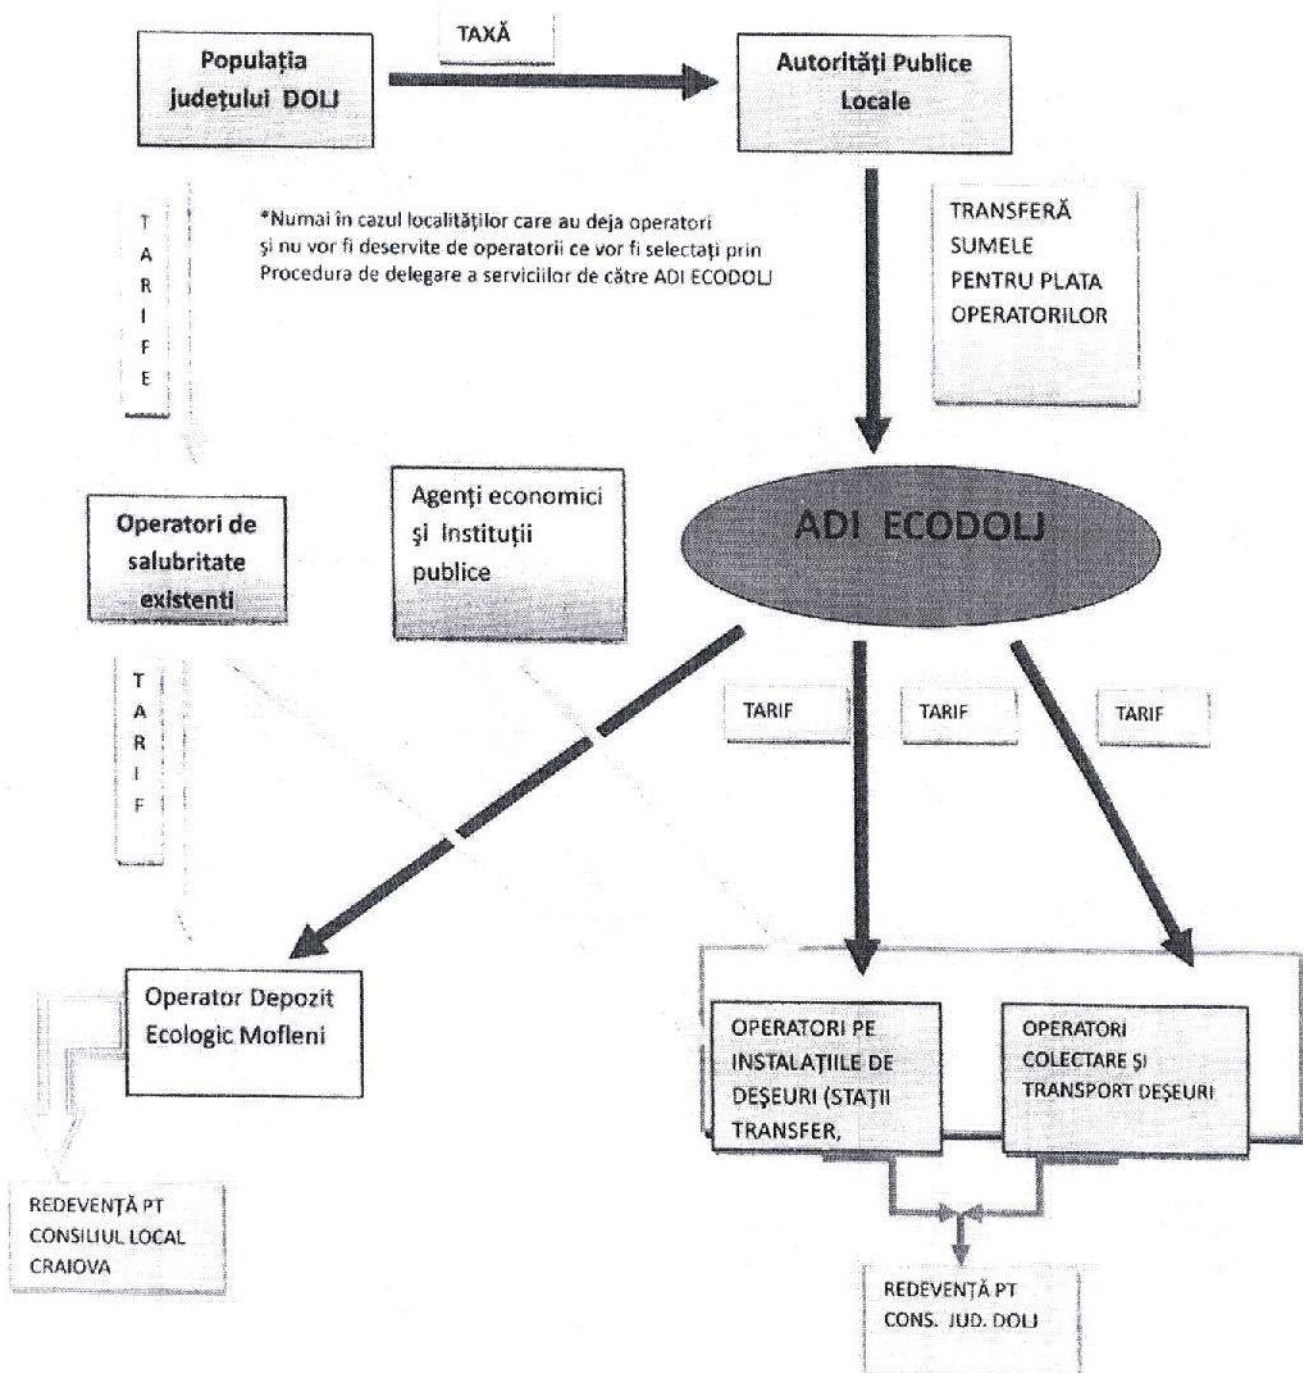 TAXĂ
Populația
județului DOLJ
Autorități Publice
Locale
T
A
R
I
F
E
*Numai în cazul localităților care au deja operatori
și nu vor fi deservite de operatorii ce vor fi selectați prin
Procedura de delegare a serviciilor de către ADI ECODOLJ
TRANSFERĂ
SUMELE
PENTRU PLATA
OPERATORILOR
Operatori de
salubritate
existenti
Agenți economici
și instituții
publice
ADI ECODOLJ
T
A
R
I
F
TARIF
TARIF
TARIF
Operator Depozit
Ecologic Mofleni
OPERATORI PE
INSTALAȚIILE DE
DEȘEURI (STAȚII
TRANSFER,
OPERATORI
COLECTARE ȘI
TRANSPORT DEȘEURI
REDEVENȚĂ PT
CONSILIUL LOCAL
CRAIOVA
REDEVENȚĂ PT
CONS. JUD. DOLJ